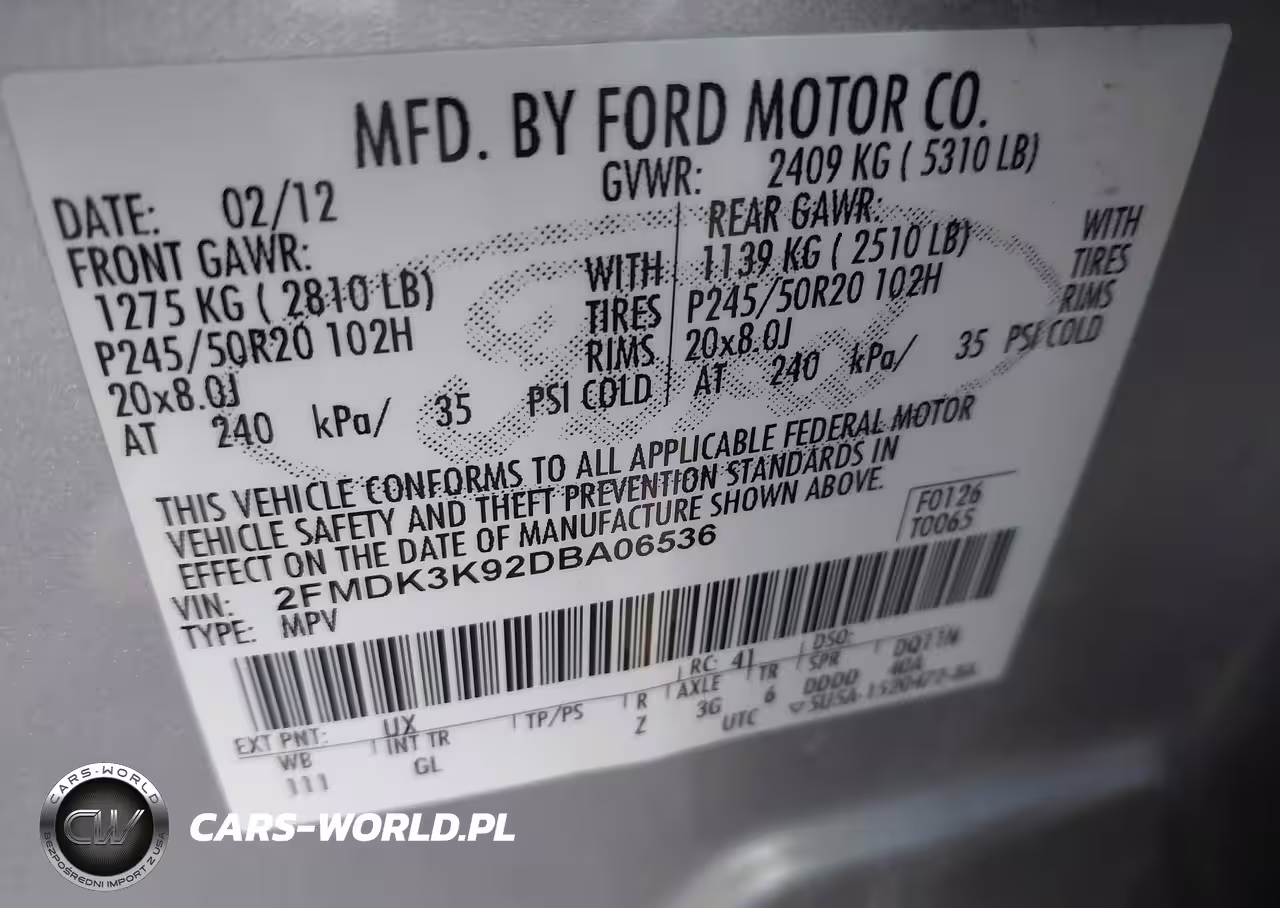 MFD. BY FORD MOTOR CO.
DATE: 02/12 GVWR: 2409 KG ( 5310 LB)
FRONT GAWR: REAR GAWR:
1275 KG ( 2810 LB) WITH 1139 KG ( 2510 LB) WITH
P245/50R20 102H TIRES P245/50R20 102H TIRES
20x8.0J RIMS 20x8.0J RIMS
AT 240 kPa/ 35 PSI COLD AT 240 kPa/ 35 PSI COLD
THIS VEHICLE CONFORMS TO ALL APPLICABLE FEDERAL MOTOR
VEHICLE SAFETY AND THEFT PREVENTION STANDARDS IN
EFFECT ON THE DATE OF MANUFACTURE SHOWN ABOVE.
F0126
T0065
VIN: 2FMDK3K92DBA06536
TYPE: MPV
EXT PNT: UX RC: 41 DSO:
WB INT TR TP/PS R AXLE TR SPR DQ11N
111 GL Z 3G 6 DDDD 40A
UTC
CARS-WORLD
CW
BEZPOŚREDNI IMPORT Z USA
CARS-WORLD.PL